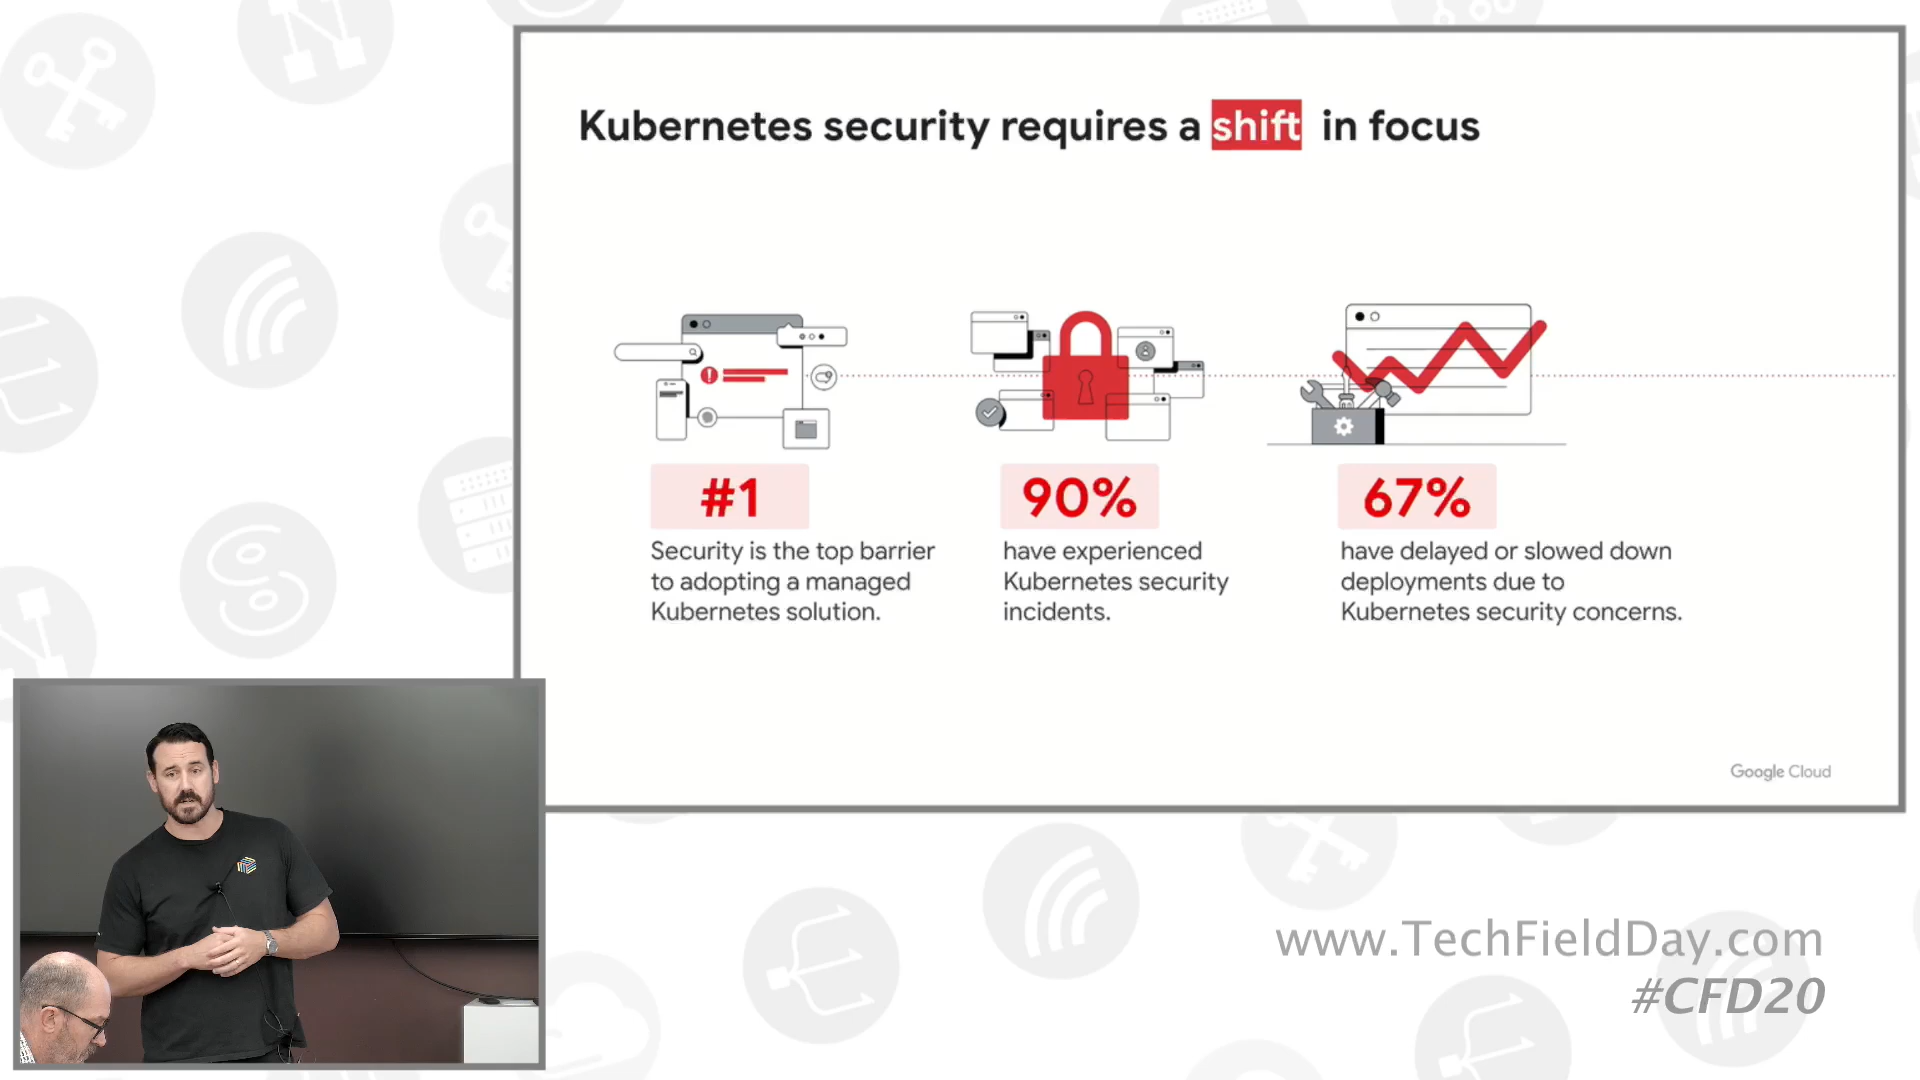 Kubernetes security requires a shift in focus
#1
Security is the top barrier
to adopting a managed
Kubernetes solution.
90%
have experienced
Kubernetes security
incidents.
67%
have delayed or slowed down
deployments due to
Kubernetes security concerns.
Google Cloud
www.TechFieldDay.com
#CFD20